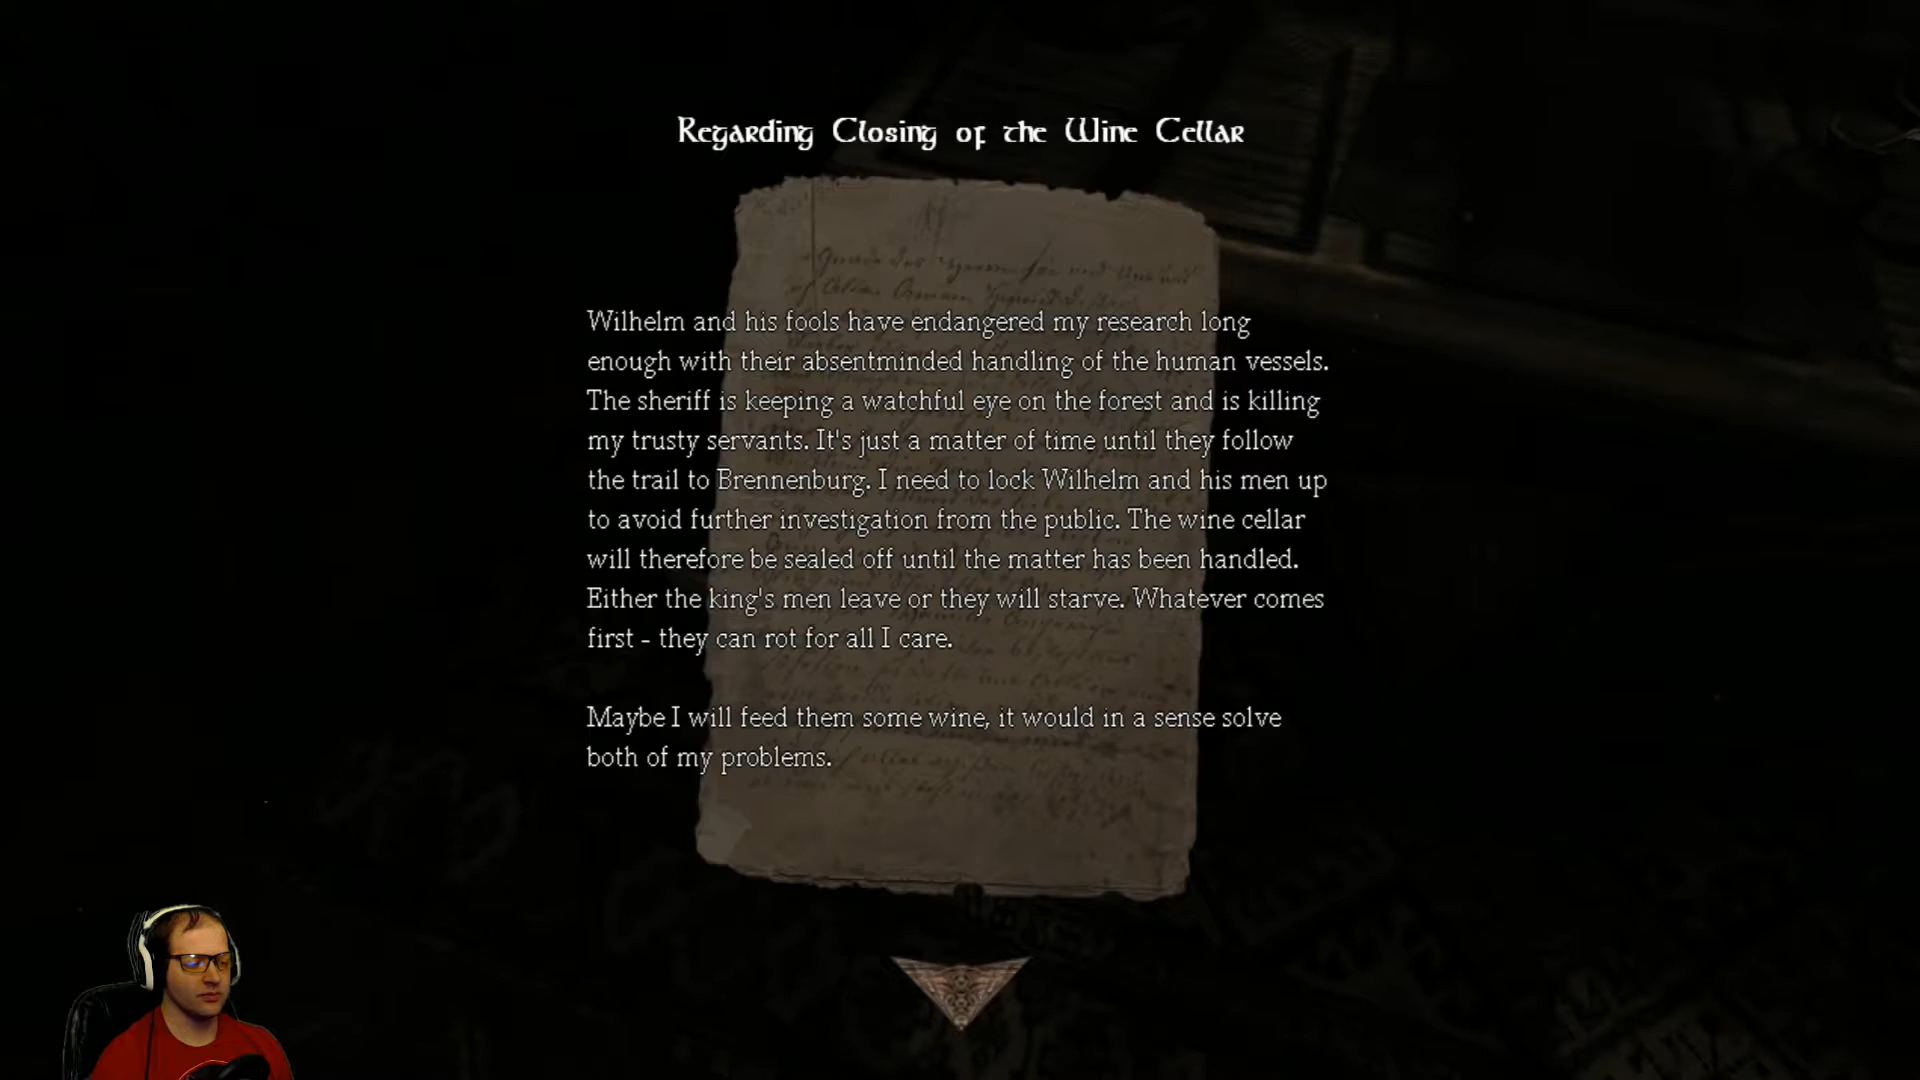 Regarding Closing of the Wine Cellar
Wilhelm and his fools have endangered my research long
enough with their absentminded handling of the human vessels.
The sheriff is keeping a watchful eye on the forest and is killing
my trusty servants. It's just a matter of time until they follow
the trail to Brennenburg. I need to lock Wilhelm and his men up
to avoid further investigation from the public. The wine cellar
will therefore be sealed off until the matter has been handled.
Either the king's men leave or they will starve. Whatever comes
first - they can rot for all I care.
Maybe I will feed them some wine, it would in a sense solve
both of my problems.